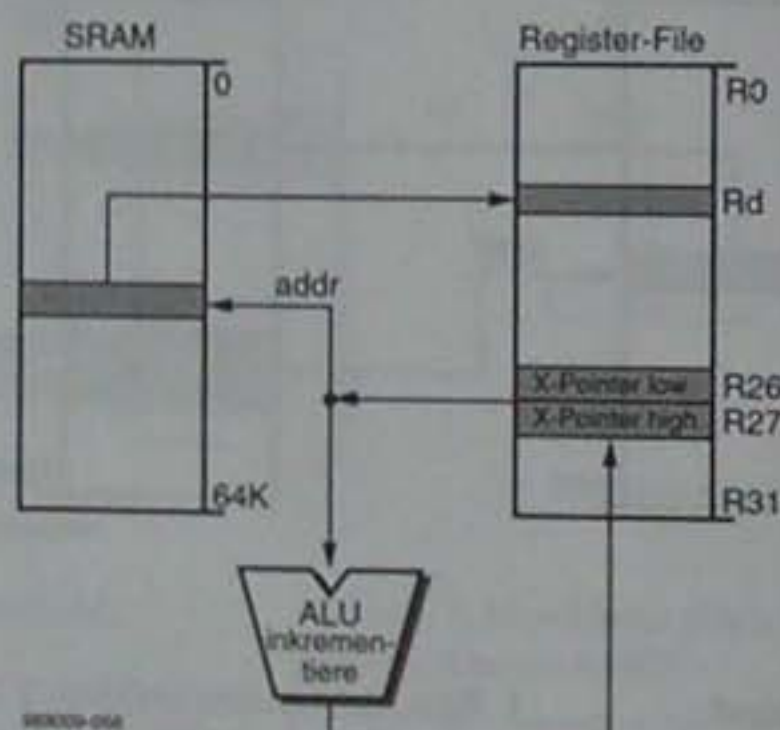 SRAM
0
64K
addr
Register-File
R0
Rd
X-Pointer low
R26
X-Pointer high
R27
R31
ALU
inkremen-
tiere